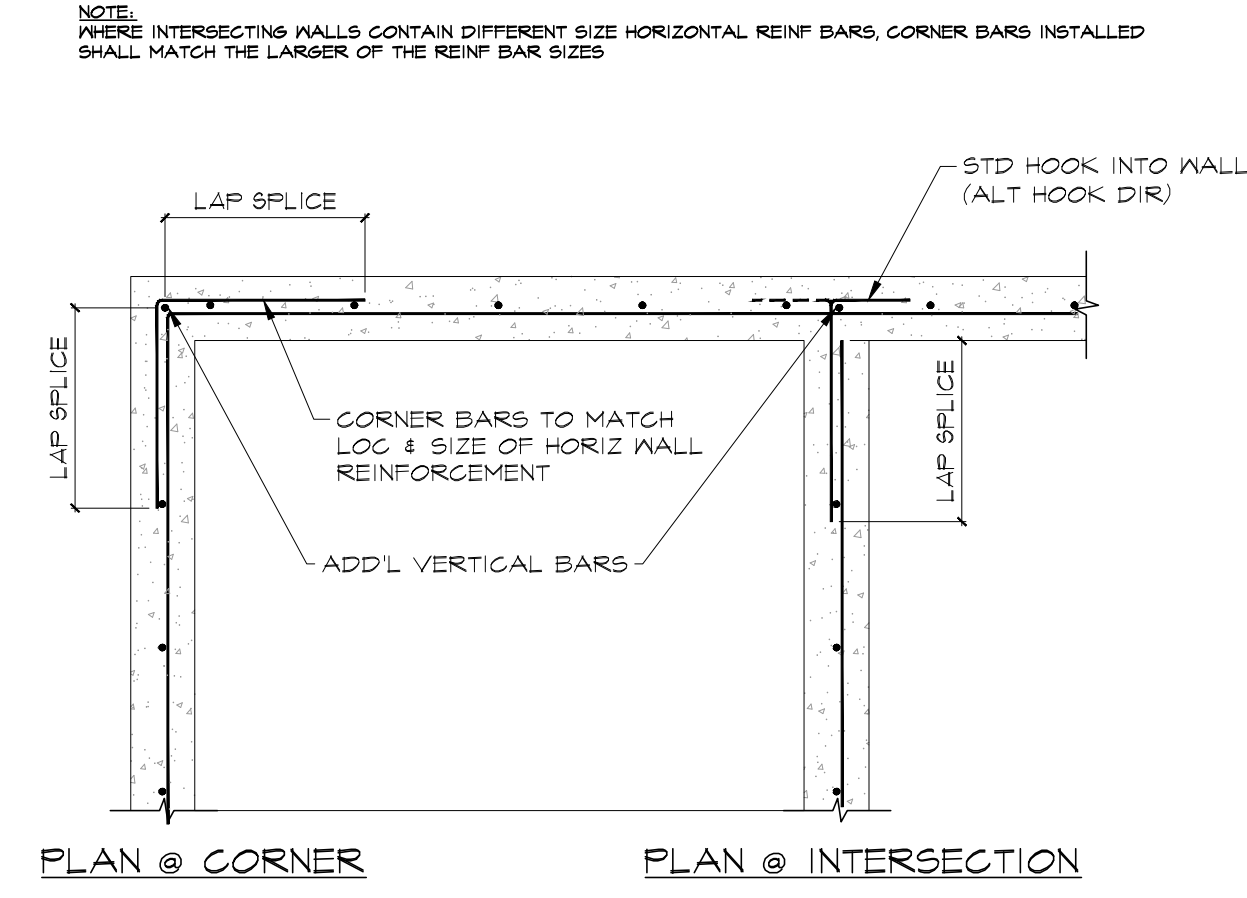 NOTE:
WHERE INTERSECTING WALLS CONTAIN DIFFERENT SIZE HORIZONTAL REINF BARS, CORNER BARS INSTALLED
SHALL MATCH THE LARGER OF THE REINF BAR SIZES
STD HOOK INTO WALL
(ALT HOOK DIR)
LAP SPLICE
LAP SPLICE
LAP SPLICE
CORNER BARS TO MATCH
LOC & SIZE OF HORIZ WALL
REINFORCEMENT
ADD'L VERTICAL BARS
PLAN @ CORNER
PLAN @ INTERSECTION